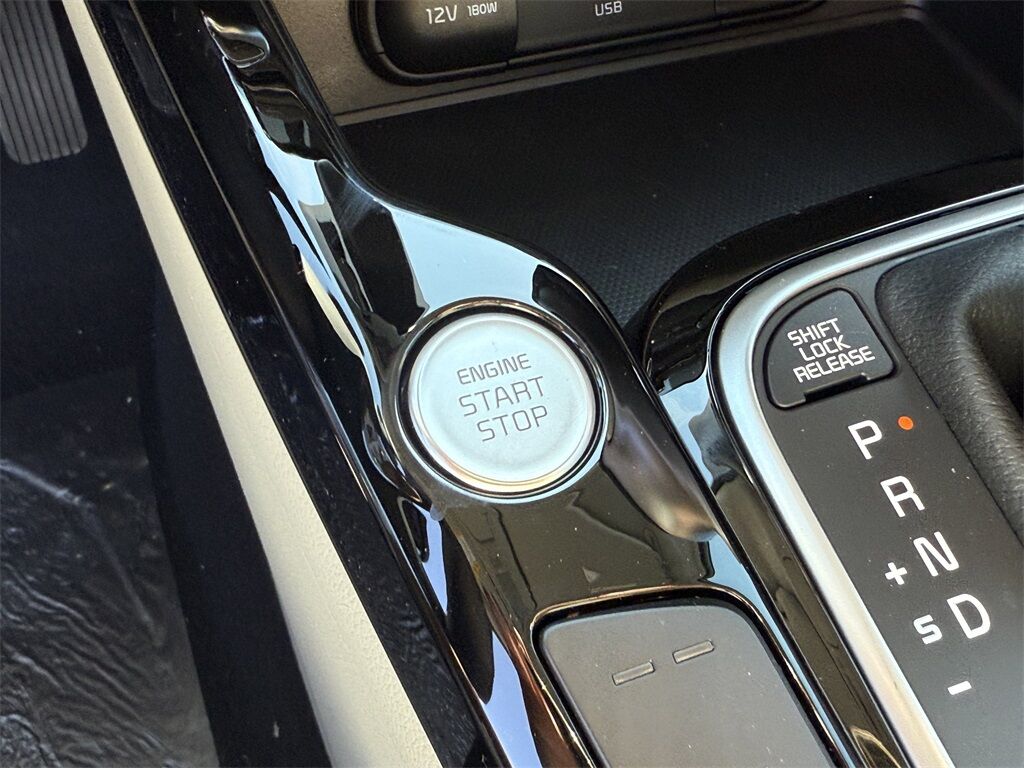 12V 180W
USB
ENGINE
START
STOP
SHIFT
LOCK
RELEASE
P
R
+ N
S D
-